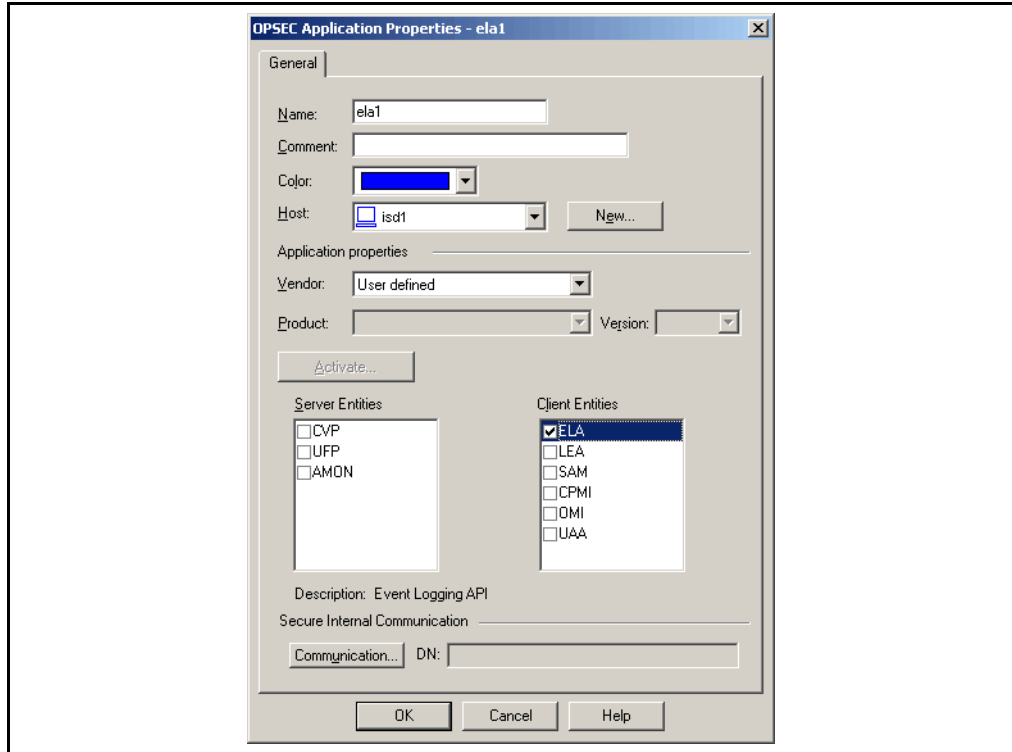 OPSEC Application Properties - ela1
General
Name: ela1
Comment:
Color:
Host: isd1 New...
Application properties
Vendor: User defined
Product: Version:
Activate...
Server Entities Client Entities
CVP ELA
UFP LEA
AMON SAM
CPMI
OMI
UAA
Description: Event Logging API
Secure Internal Communication
Communication... DN:
OK Cancel Help